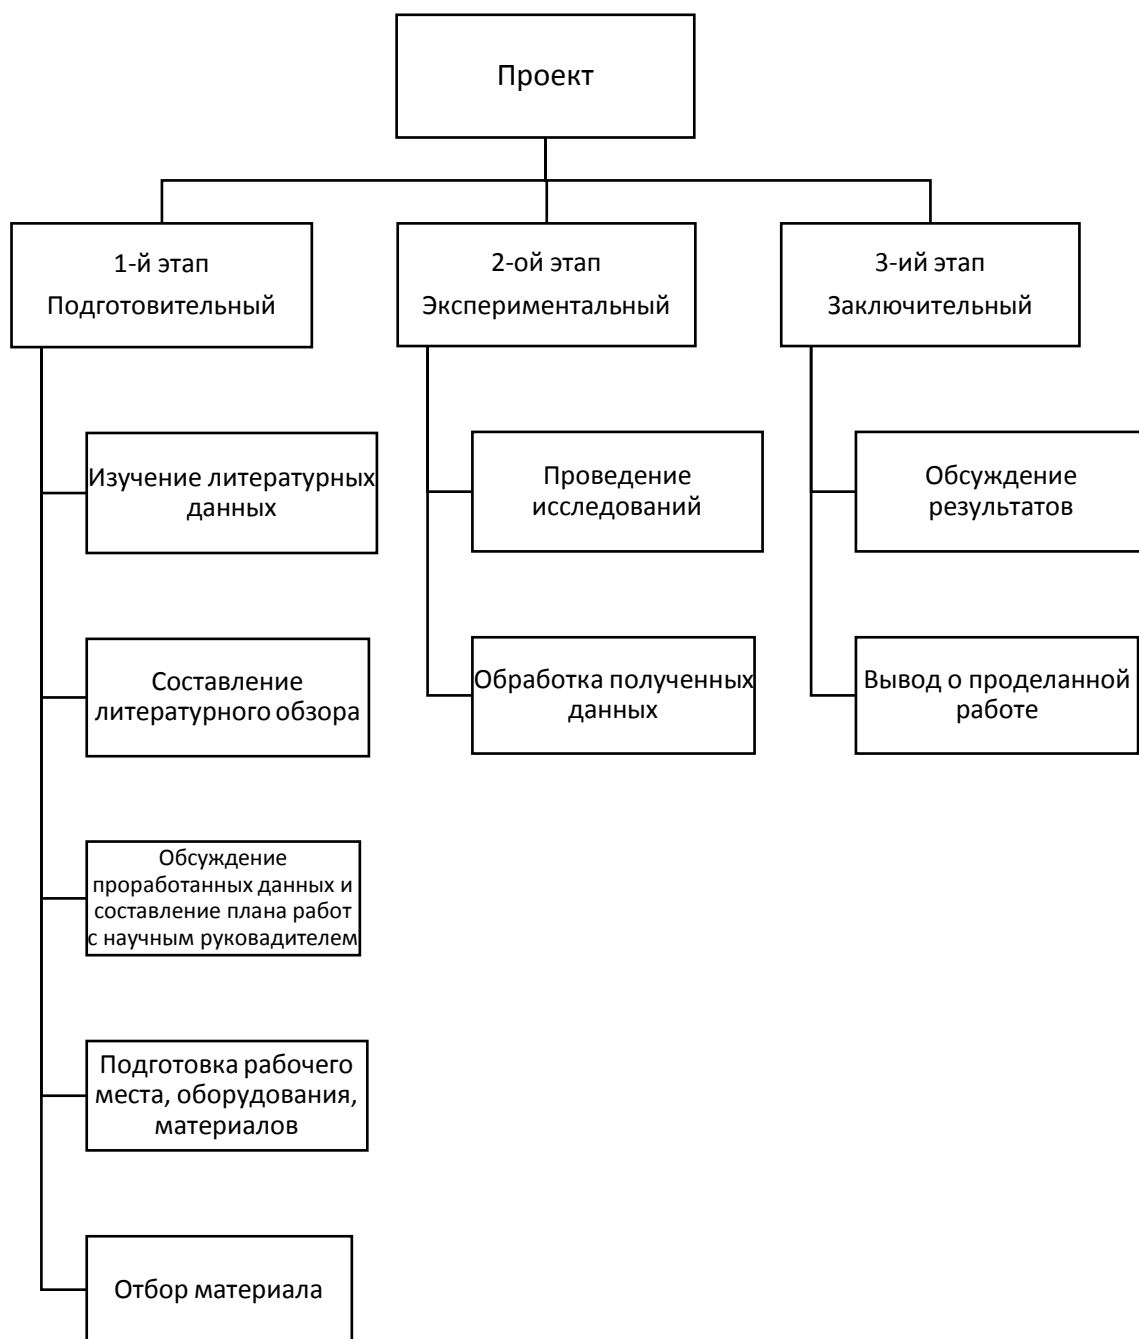 Проект
1-й этап
Подготовительный
2-ой этап
Экспериментальный
3-ий этап
Заключительный
Изучение литературных
данных
Составление
литературного обзора
Обсуждение
проработанных данных и
составление плана работ
с научным руковадителем
Подготовка рабочего
места, оборудования,
материалов
Отбор материала
Проведение
исследований
Обработка полученных
данных
Обсуждение
результатов
Вывод о проделанной
работе